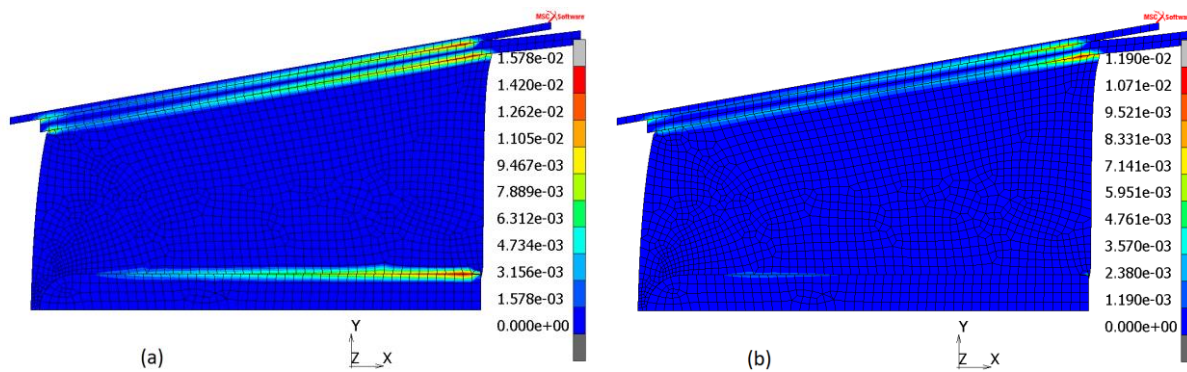 MSC Software
1.578e-02
1.420e-02
1.262e-02
1.105e-02
9.467e-03
7.889e-03
6.312e-03
4.734e-03
3.156e-03
1.578e-03
0.000e+00
Y
Z X
(a)
MSC Software
1.190e-02
1.071e-02
9.521e-03
8.331e-03
7.141e-03
5.951e-03
4.761e-03
3.570e-03
2.380e-03
1.190e-03
0.000e+00
Y
Z X
(b)